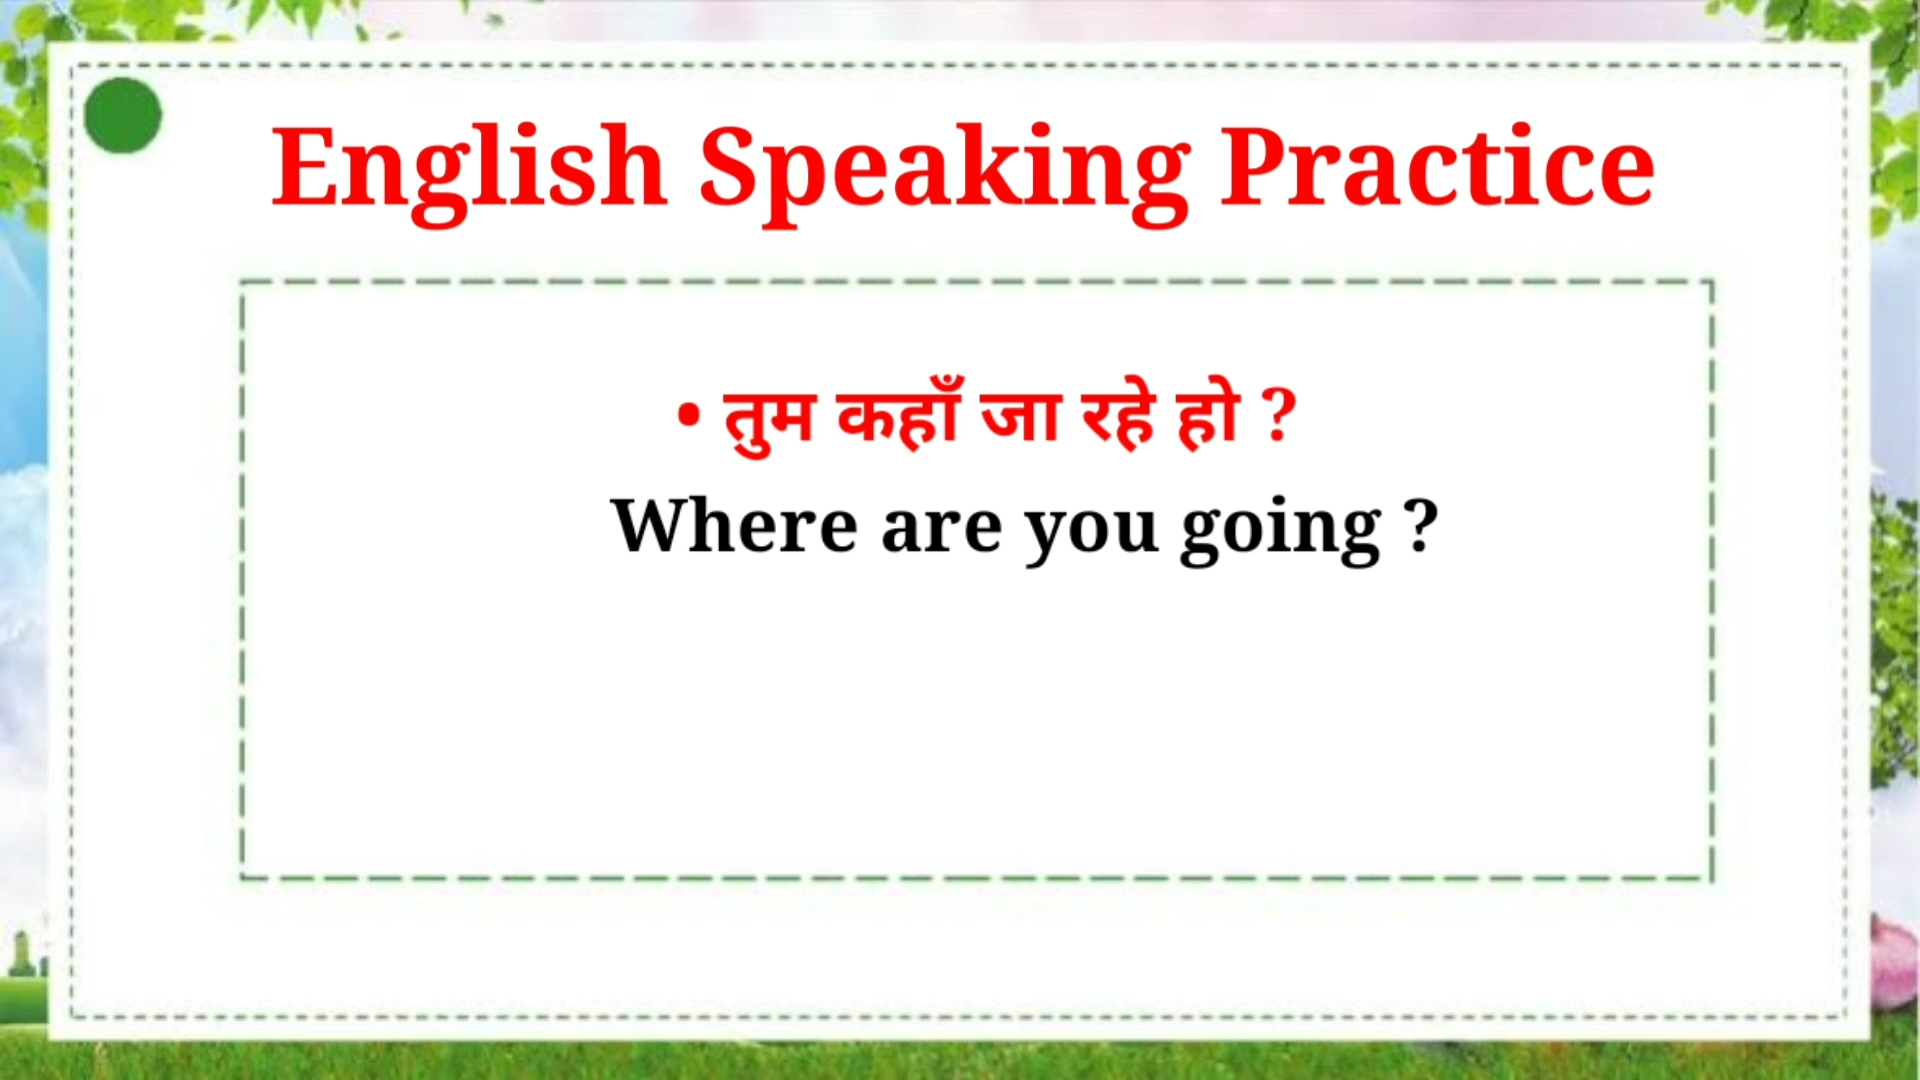 English Speaking Practice
• तुम कहाँ जा रहे हो ?
Where are you going ?